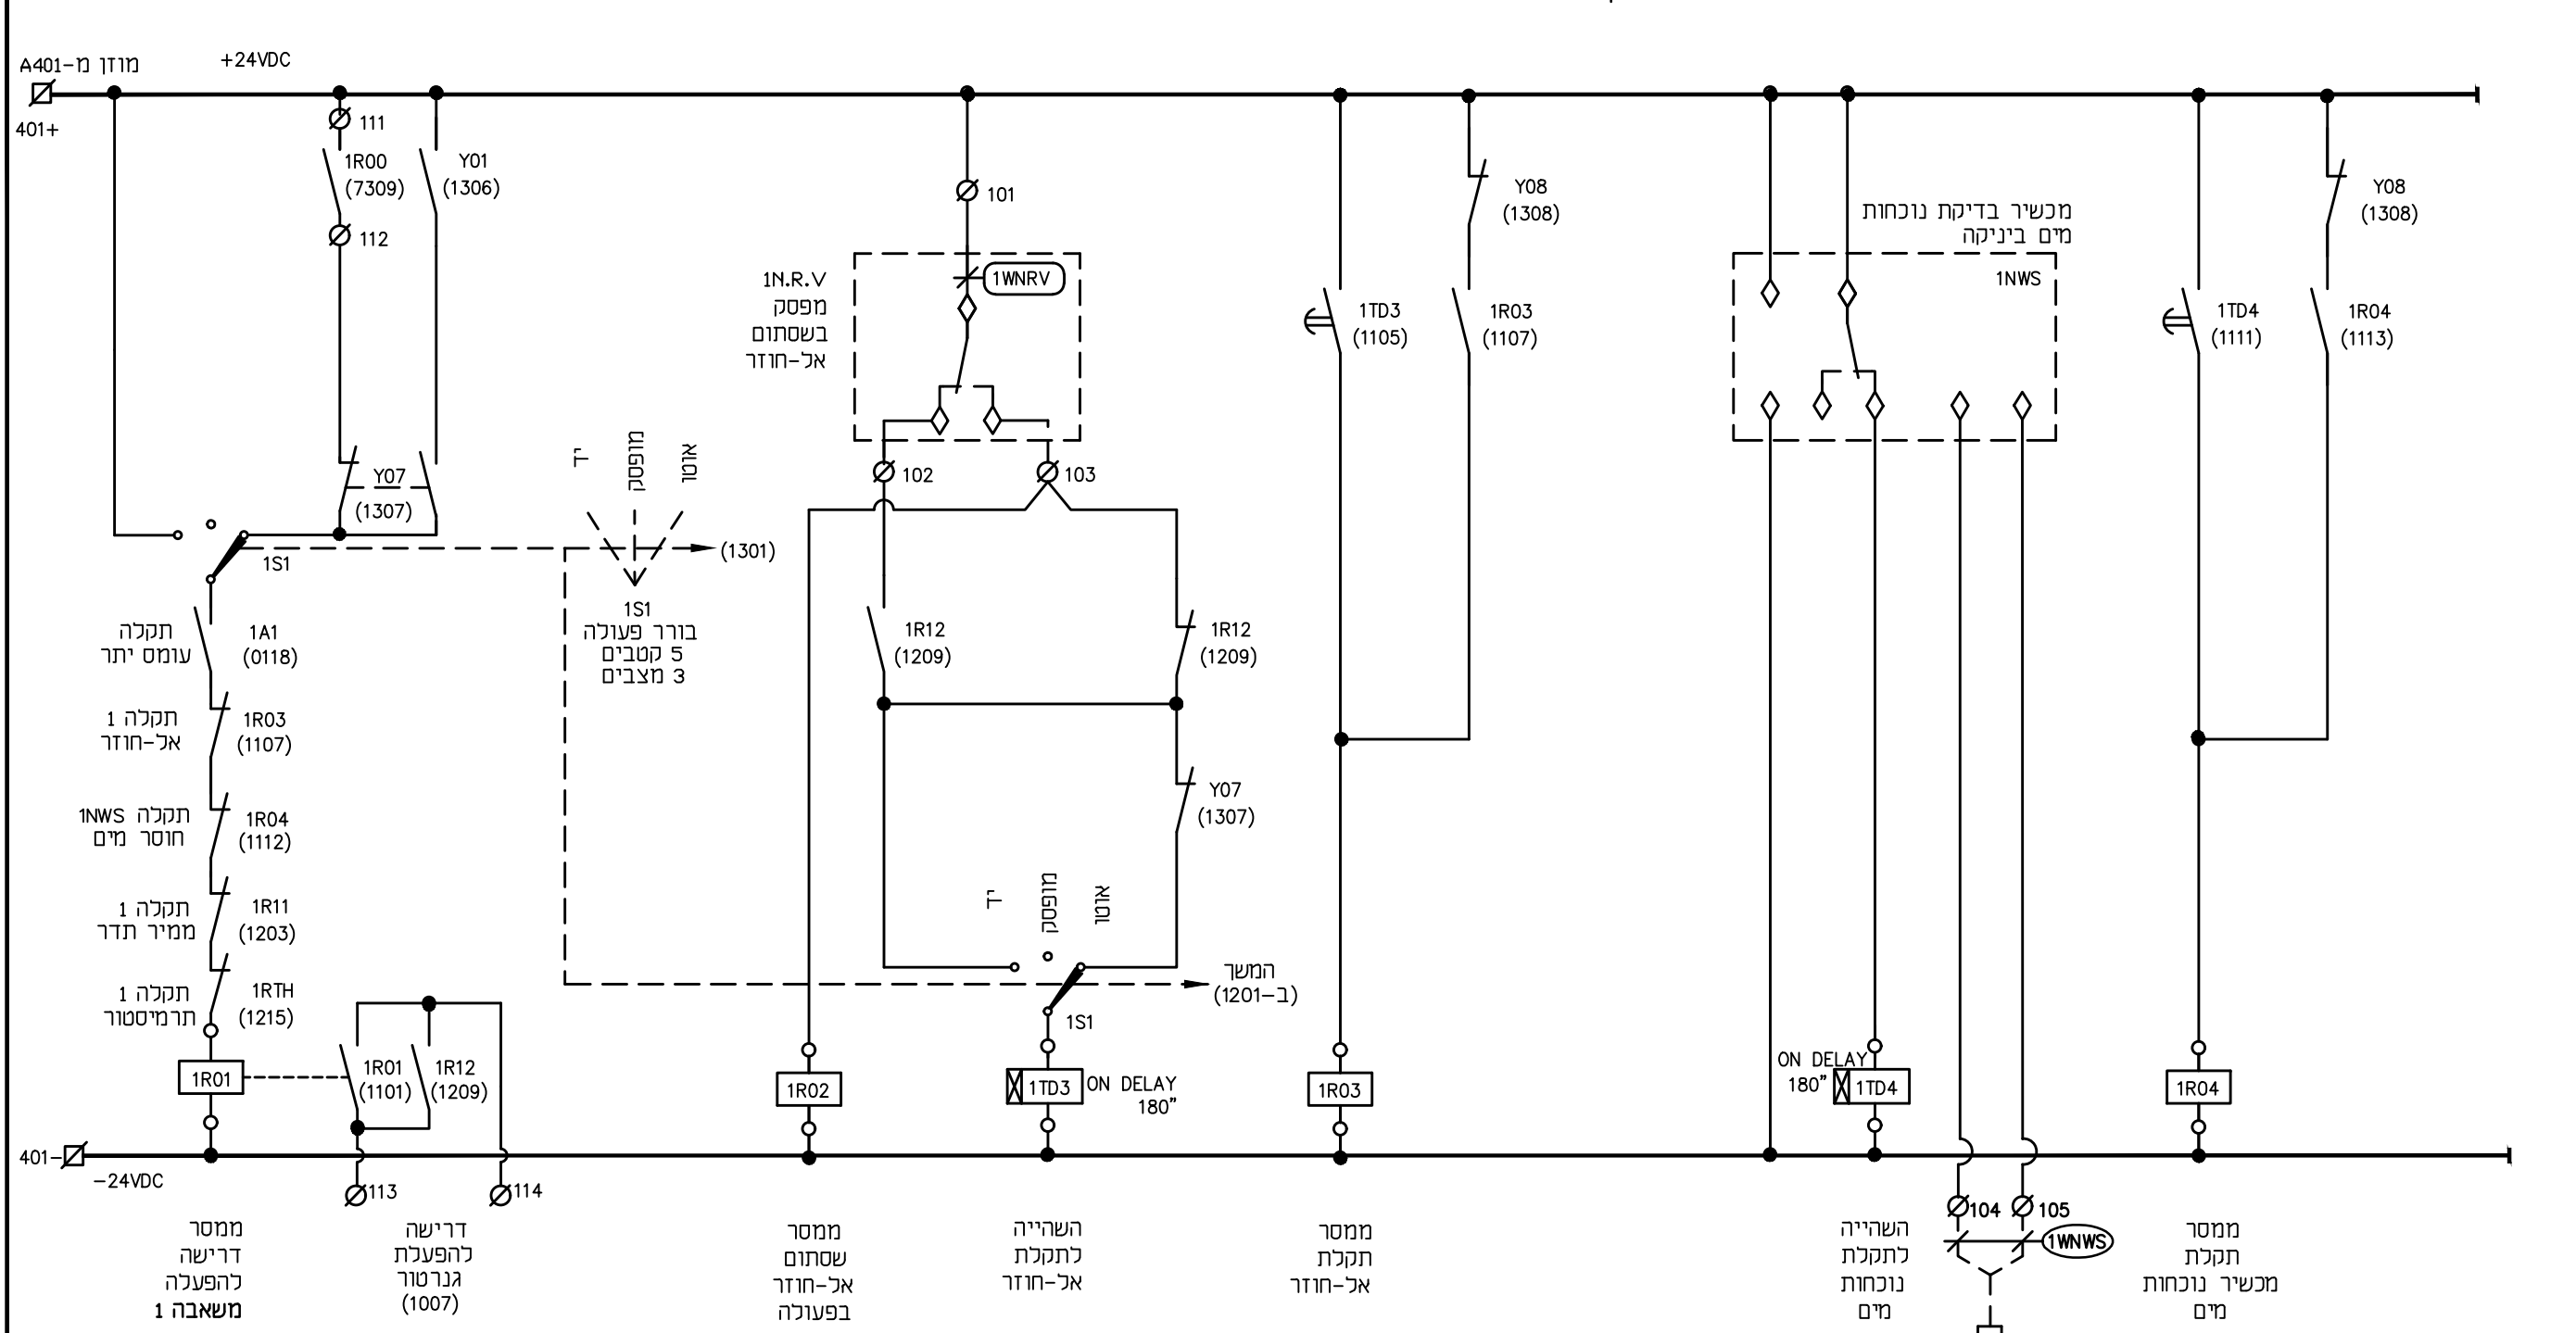 מוזן מ-A401
+24VDC
401+
111
1R00
(7309)
112
Y01
(1306)
Y07
(1307)
1S1
תקלה
עומס יתר
1A1
(0118)
תקלה 1
אל-חוזר
1R03
(1107)
תקלה 1NWS
חוסר מים
1R04
(1112)
תקלה 1
ממיר תדר
1R11
(1203)
תקלה 1
תרמיסטור
1RTH
(1215)
1R01
1R01
(1101)
1R12
(1209)
401-
-24VDC
113
114
ממסר
דרישה
להפעלה
משאבה 1
דרישה
להפעלת
גנרטור
(1007)
יד
מופסק
אוטו
(1301)
1S1
בורר פעולה
5 קטבים
3 מצבים
101
1WNRV
1N.R.V
מפסק
בשסתום
אל-חוזר
102
103
1R12
(1209)
1R12
(1209)
Y07
(1307)
יד
מופסק
אוטו
המשך
(ב-1201)
1S1
1R02
1TD3
ON DELAY
180"
ממסר
שסתום
אל-חוזר
בפעולה
השהייה
לתקלת
אל-חוזר
Y08
(1308)
1TD3
(1105)
1R03
(1107)
1R03
ממסר
תקלת
אל-חוזר
מכשיר בדיקת נוכחות
מים ביניקה
1NWS
ON DELAY
180"
1TD4
השהייה
לתקלת
נוכחות
מים
104
105
1WNWS
Y08
(1308)
1TD4
(1111)
1R04
(1113)
1R04
ממסר
תקלת
מכשיר נוכחות
מים